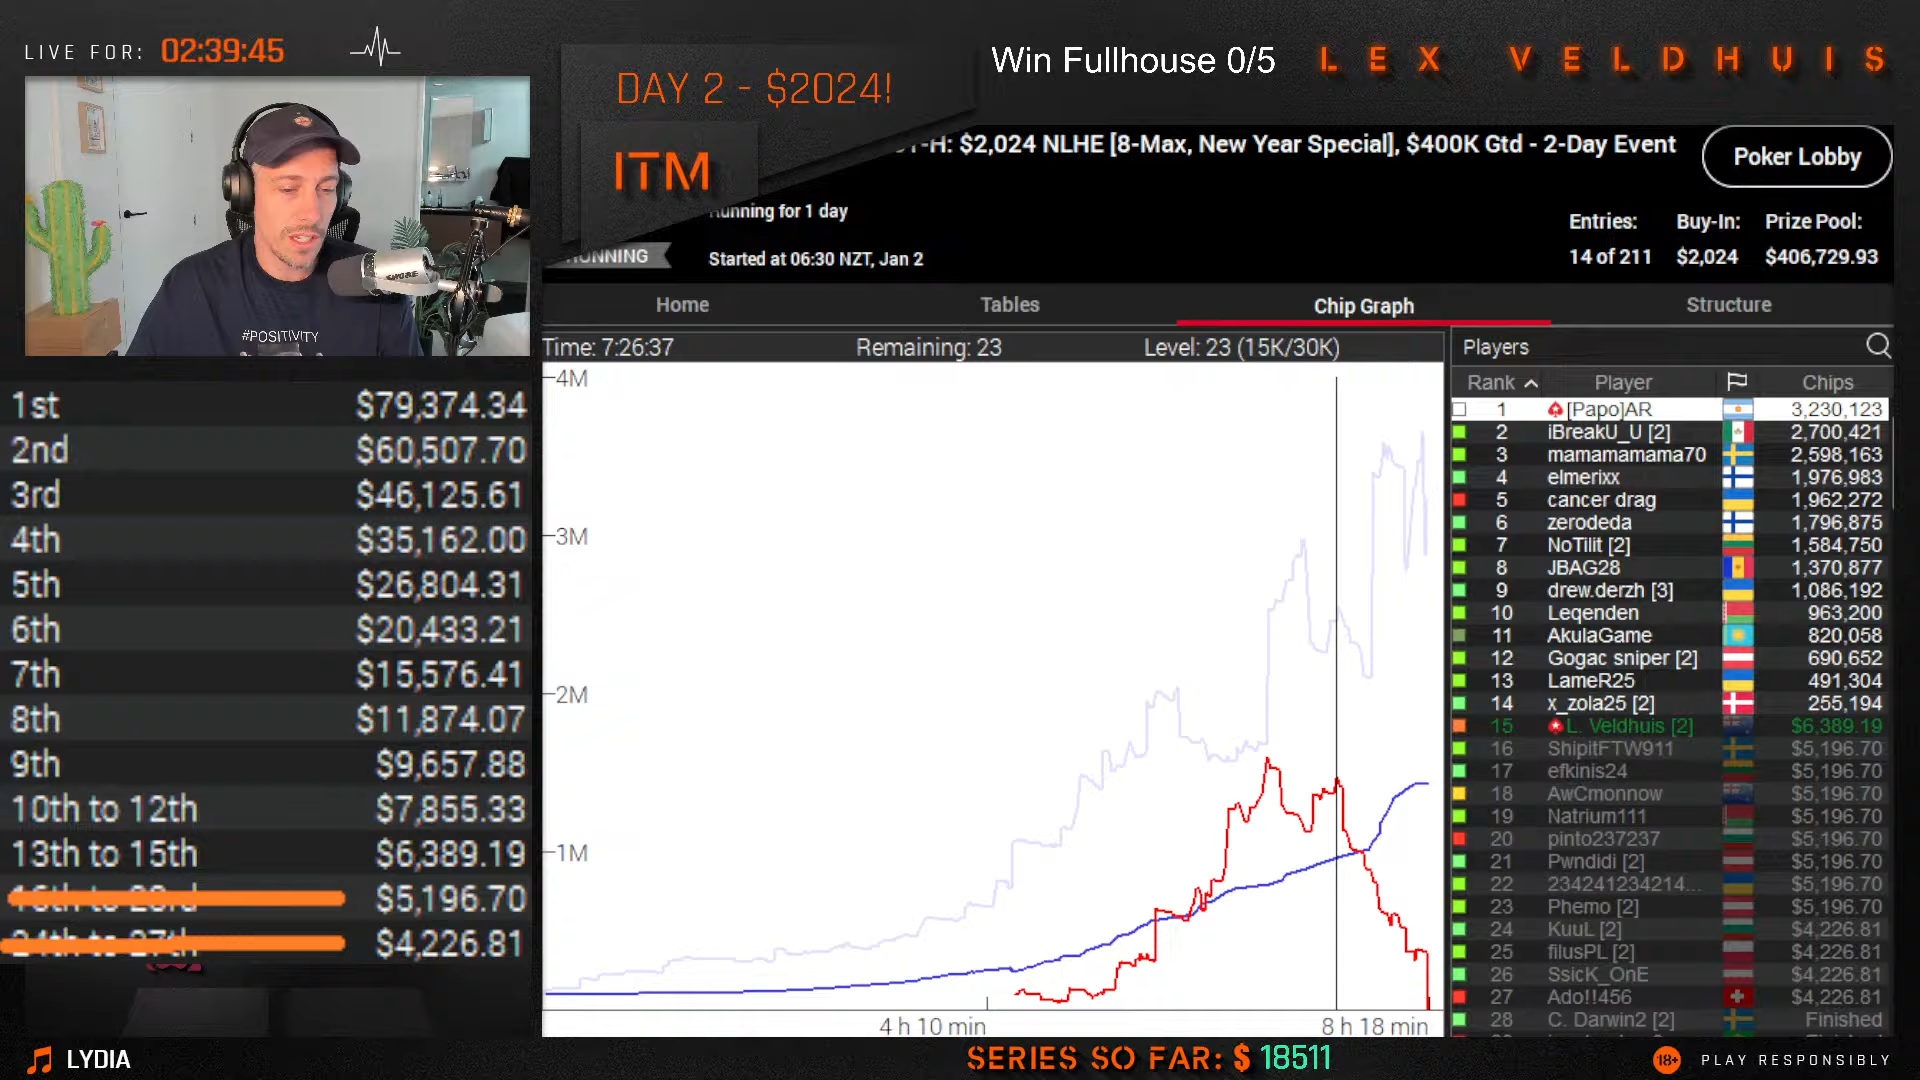 LIVE FOR: 02:39:45
DAY 2 - $2024!
ITM
Win Fullhouse 0/5
LEX VELDHUIS
-H: $2,024 NLHE [8-Max, New Year Special], $400K Gtd - 2-Day Event
Poker Lobby
Running for 1 day
RUNNING
Started at 06:30 NZT, Jan 2
Entries: Buy-In: Prize Pool:
14 of 211 $2,024 $406,729.93
Home Tables Chip Graph Structure
#POSITIVITY
SHURE
Time: 7:26:37 Remaining: 23 Level: 23 (15K/30K)
4M
3M
2M
1M
4 h 10 min 8 h 18 min
Players
Rank Player Chips
1 [Papo]AR 3,230,123
2 iBreakU_U [2] 2,700,421
3 mamamamama70 2,598,163
4 elmerixx 1,976,983
5 cancer drag 1,962,272
6 zerodeda 1,796,875
7 NoTilit [2] 1,584,750
8 JBAG28 1,370,877
9 drew.derzh [3] 1,086,192
10 Leqenden 963,200
11 AkulaGame 820,058
12 Gogac sniper [2] 690,652
13 LameR25 491,304
14 x_zola25 [2] 255,194
15 L. Veldhuis [2] $6,389.19
16 ShipitFTW911 $5,196.70
17 efkinis24 $5,196.70
18 AwCmonnow $5,196.70
19 Natrium111 $5,196.70
20 pinto237237 $5,196.70
21 Pwndidi [2] $5,196.70
22 234241234214... $5,196.70
23 Phemo [2] $5,196.70
24 KuuL [2] $4,226.81
25 filusPL [2] $4,226.81
26 SsicK_OnE $4,226.81
27 Ado!!456 $4,226.81
28 C. Darwin2 [2] Finished
1st $79,374.34
2nd $60,507.70
3rd $46,125.61
4th $35,162.00
5th $26,804.31
6th $20,433.21
7th $15,576.41
8th $11,874.07
9th $9,657.88
10th to 12th $7,855.33
13th to 15th $6,389.19
16th to 23rd $5,196.70
24th to 27th $4,226.81
LYDIA
SERIES SO FAR: $ 18511
18+ PLAY RESPONSIBLY